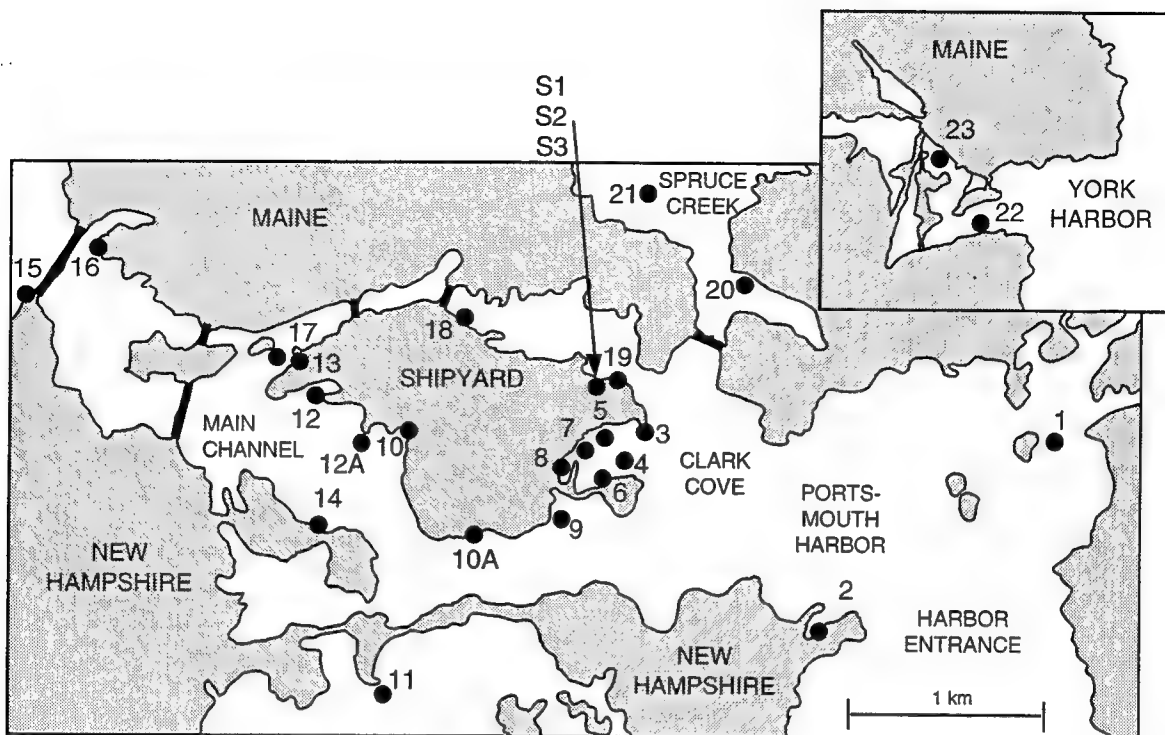 MAINE
S1
S2
S3
23
22
YORK
HARBOR
21
SPRUCE
CREEK
MAINE
15
16
20
17
13
18
SHIPYARD
19
5
12
MAIN
CHANNEL
12A
10
7
3
8
4
6
CLARK
COVE
1
14
9
10A
PORTS-
MOUTH
HARBOR
NEW
HAMPSHIRE
2
HARBOR
ENTRANCE
NEW
HAMPSHIRE
11
1 km